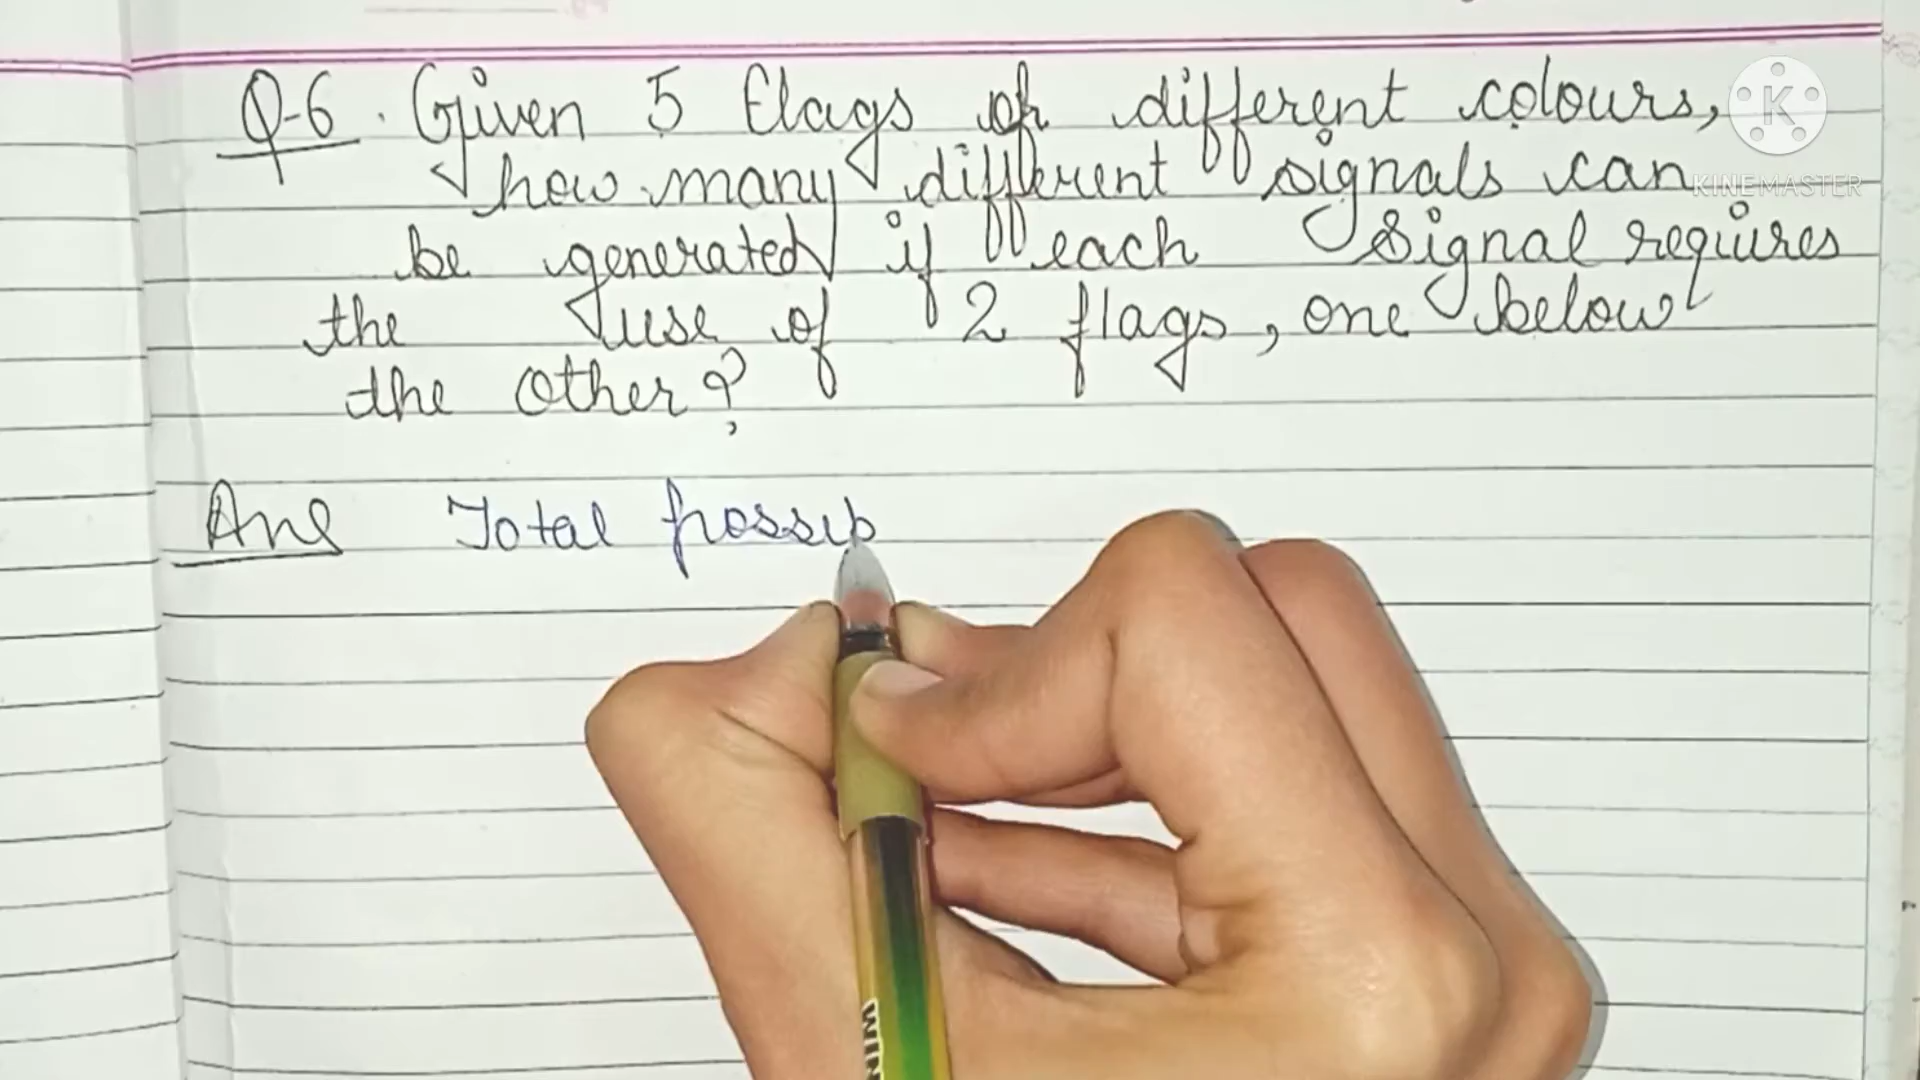 Q-6. Given 5 flags of different colours,
how many different signals can
be generated if each signal requires
the use of 2 flags, one below
the other?
Ans Total possib
K
KINEMASTER
WIN